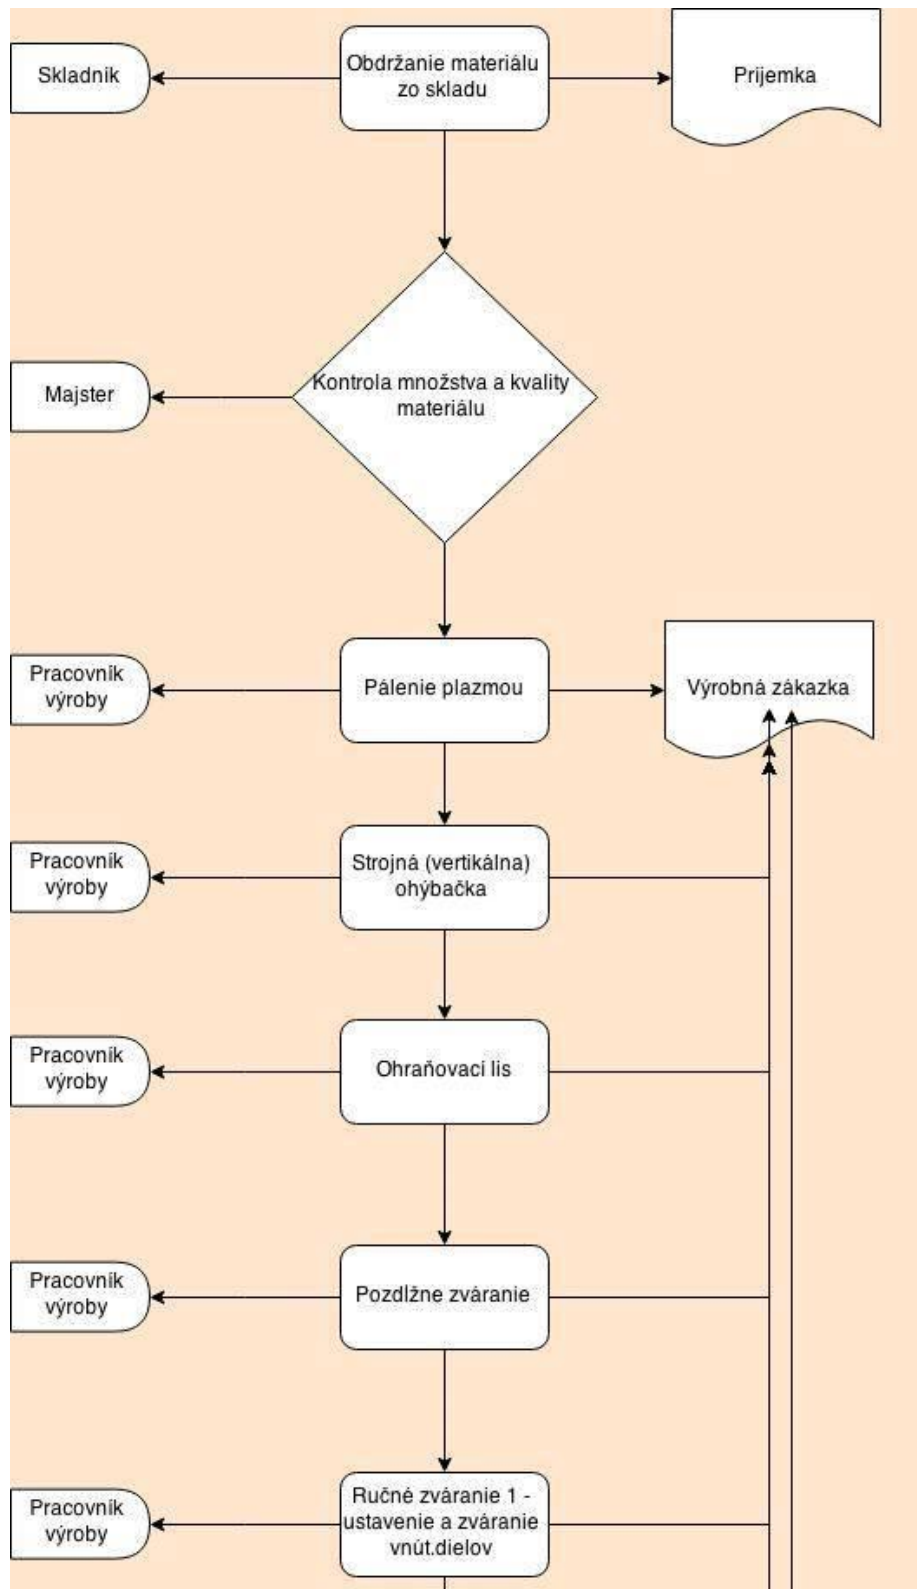 Skladník
Obdržanie materiálu
zo skladu
Príjemka
Majster
Kontrola množstva a kvality
materiálu
Pracovník
výroby
Pálenie plazmou
Výrobná zákazka
Pracovník
výroby
Strojná (vertikálna)
ohýbačka
Pracovník
výroby
Ohraňovací lis
Pracovník
výroby
Pozdĺžne zváranie
Pracovník
výroby
Ručné zváranie 1 -
ustavenie a zváranie
vnút.dielov